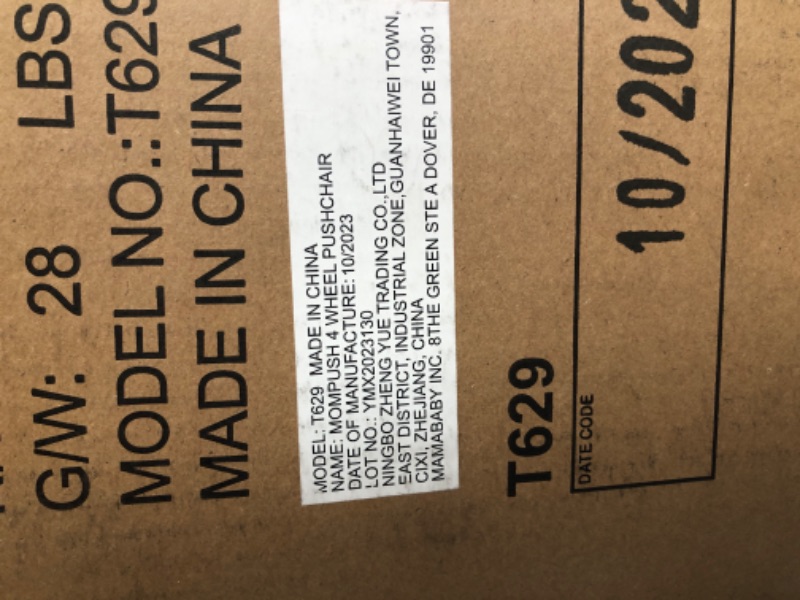 G/W: 28 LBS
MODEL NO.:T629
MADE IN CHINA
MODEL: T629 MADE IN CHINA
NAME: MOMPUSH 4 WHEEL PUSHCHAIR
DATE OF MANUFACTURE: 10/2023
LOT NO.: YMX2023130
NINGBO ZHENG YUE TRADING CO.,LTD
EAST DISTRICT, INDUSTRIAL ZONE,GUANHAIWEI TOWN,
CIXI, ZHEJIANG, CHINA
MAMABABY INC. 8THE GREEN STE A DOVER, DE 19901
T629
DATE CODE
10/202